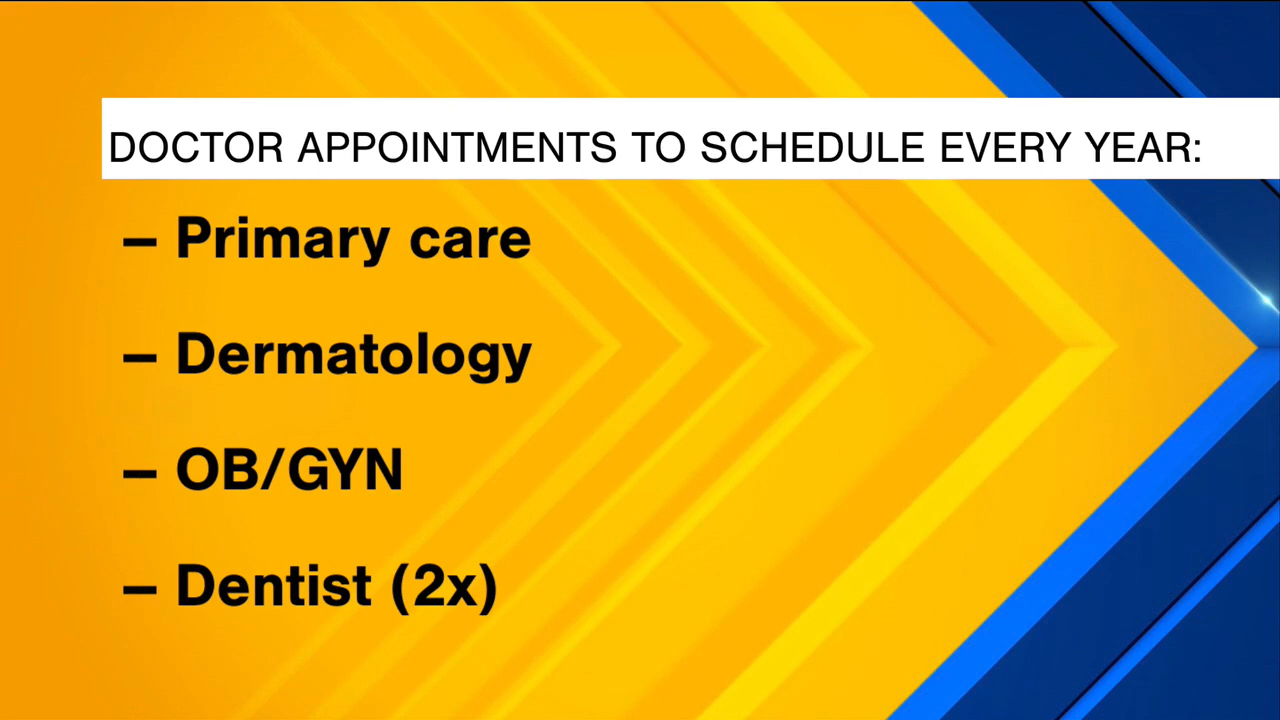 DOCTOR APPOINTMENTS TO SCHEDULE EVERY YEAR:
– Primary care
– Dermatology
– OB/GYN
– Dentist (2x)